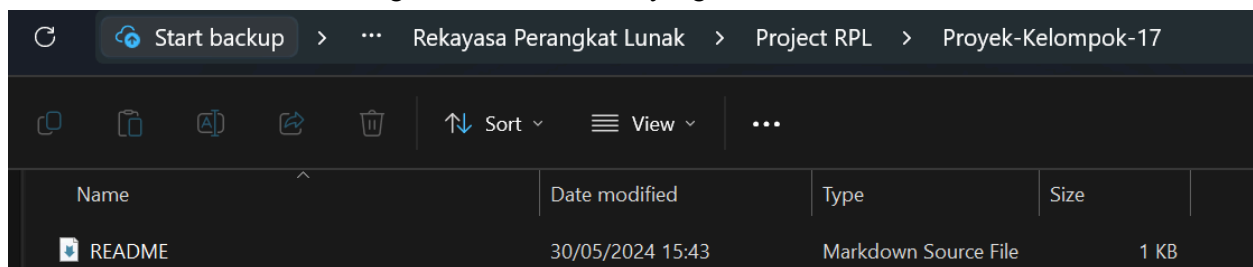 Start backup > ... Rekayasa Perangkat Lunak > Project RPL > Proyek-Kelompok-17
Sort View ...
Name Date modified Type Size
README 30/05/2024 15:43 Markdown Source File 1 KB